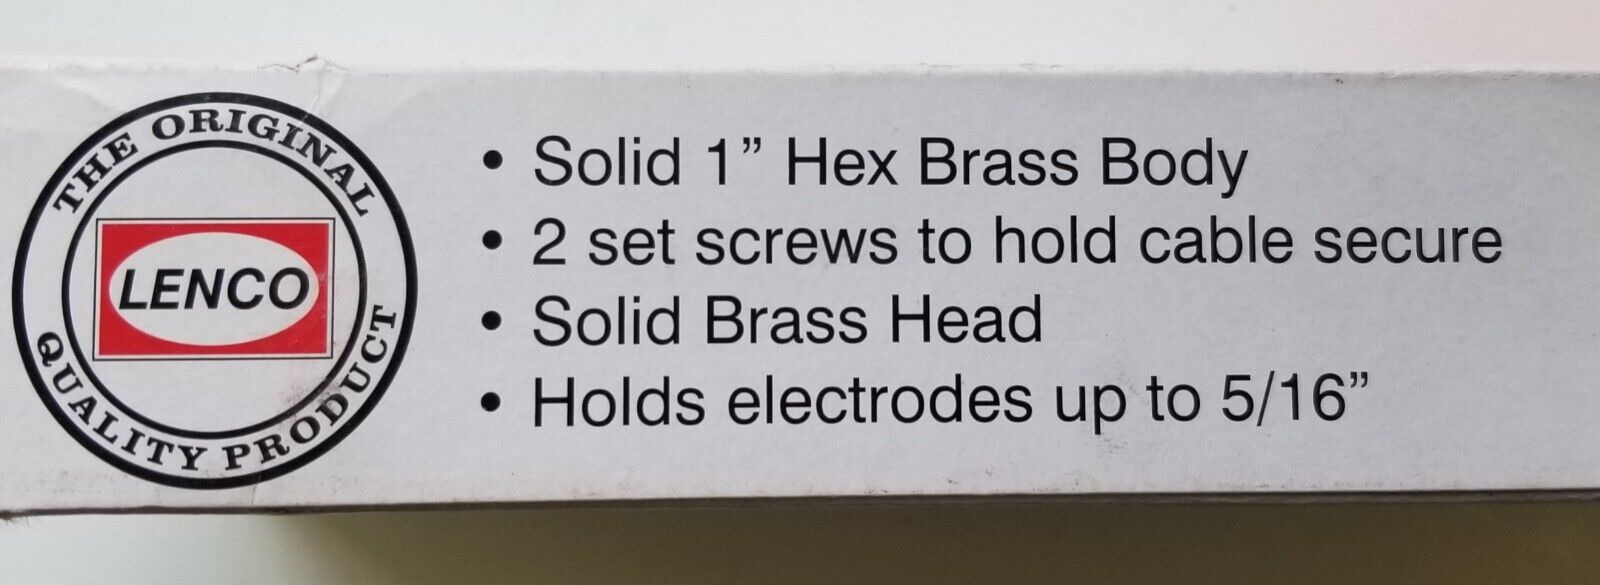 THE ORIGINAL
LENCO
QUALITY PRODUCT
• Solid 1” Hex Brass Body
• 2 set screws to hold cable secure
• Solid Brass Head
• Holds electrodes up to 5/16”